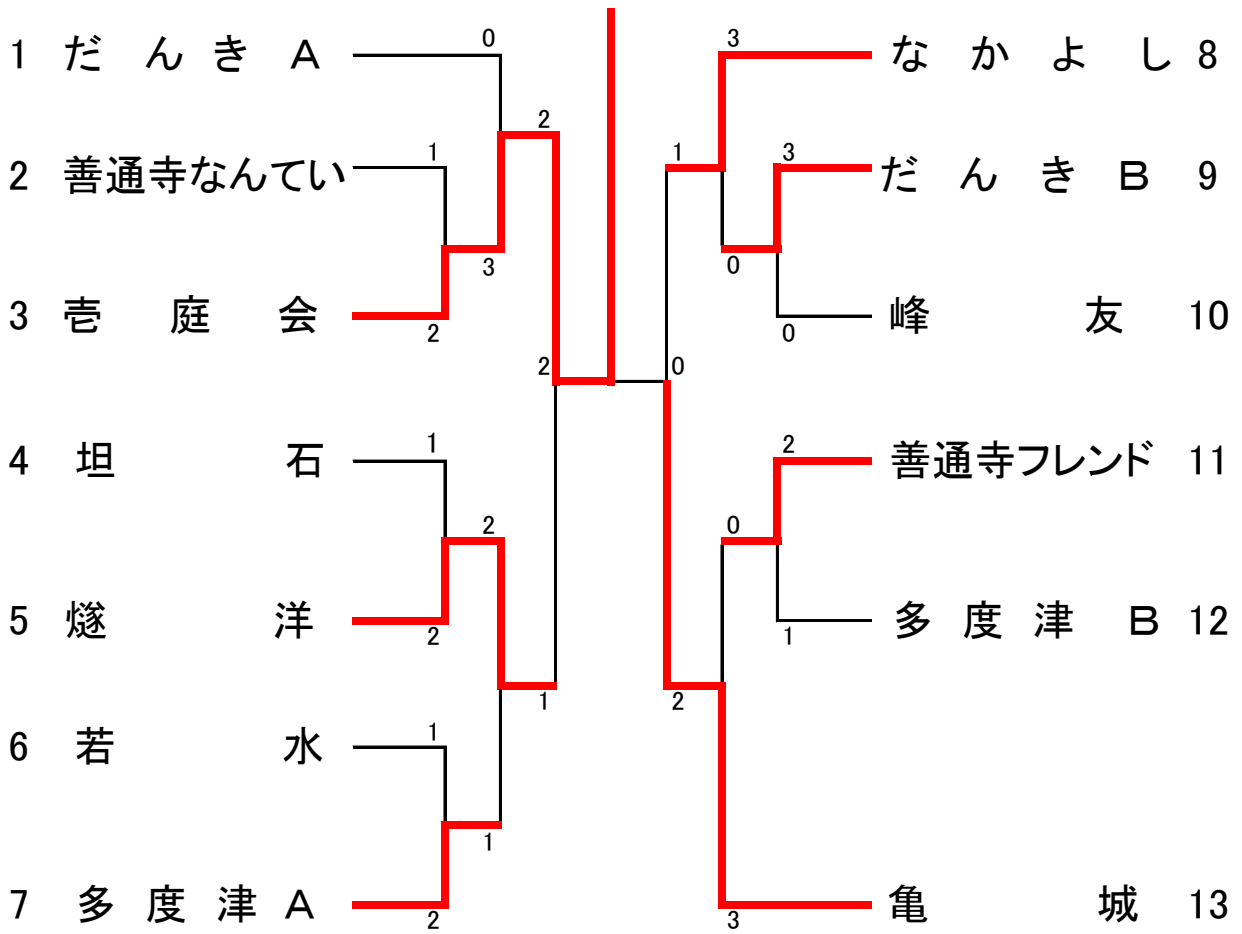 1 だんきA
0
3
なかよし 8
2
2 善通寺なんてい
1
1
3
だんきB 9
3
0
3 壱庭会
2
0
峰友 10
2
0
4 坦石
1
2
善通寺フレンド 11
2
0
5 燧洋
2
1
多度津B 12
1
2
6 若水
1
1
7 多度津A
2
3
亀城 13